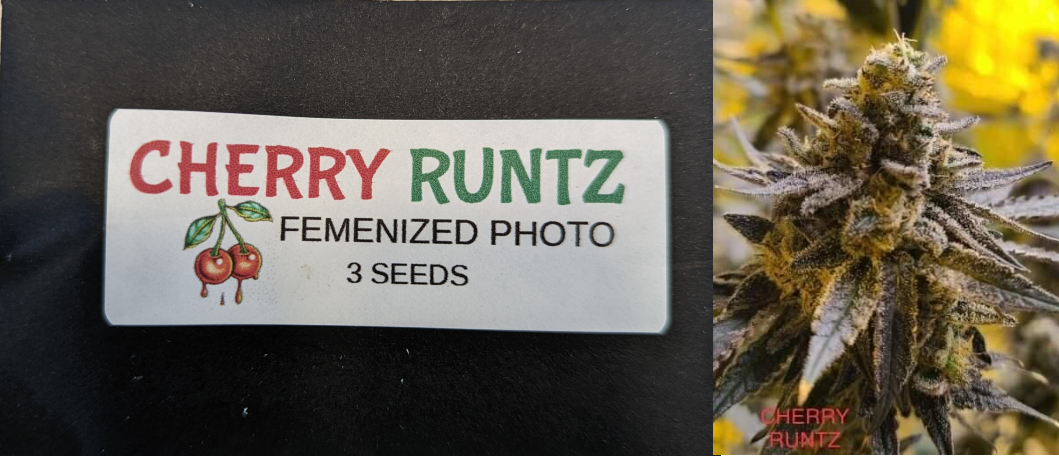 CHERRY RUNTZ
FEMENIZED PHOTO
3 SEEDS
CHERRY
RUNTZ